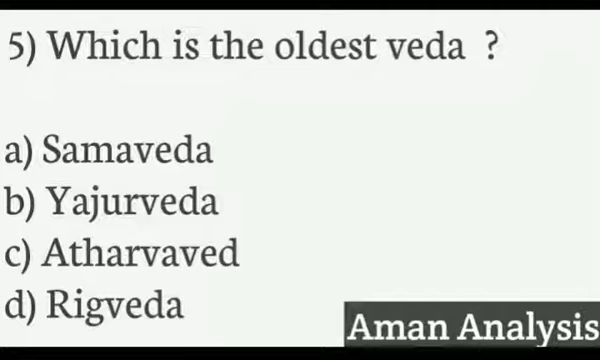 5) Which is the oldest veda ?
a) Samaveda
b) Yajurveda
c) Atharvaved
d) Rigveda
Aman Analysis